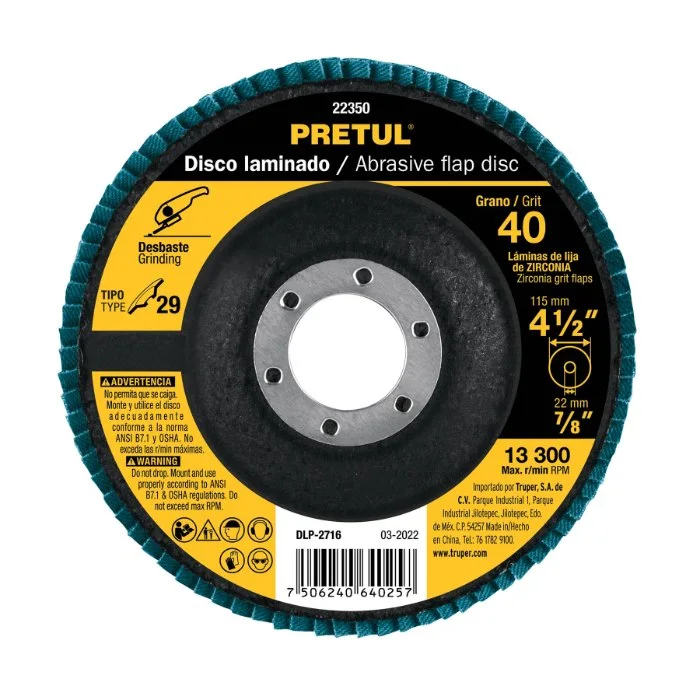 22350
PRETUL®
Disco laminado / Abrasive flap disc
Desbaste
Grinding
TIPO
TYPE
29
Grano / Grit
40
Láminas de lija
de ZIRCONIA
Zirconia grit flaps
115 mm
4 1/2"
22 mm
7/8"
13 300
Max. r/min RPM
ADVERTENCIA
No permita que se caiga.
Monte y utilice el disco
adecuadamente
conforme a la norma
ANSI B7.1 y OSHA. No
exceda las r/min máximas.
WARNING
Do not drop. Mount and use
properly according to ANSI
B7.1 & OSHA regulations. Do
not exceed max RPM.
Importado por Truper, S.A. de
C.V. Parque Industrial 1, Parque
Industrial Jilotepec, Jilotepec, Edo.
de Méx. C.P. 54257 Made in/Hecho
en China, Tel.: 76 1782 9100.
www.truper.com
DLP-2716 03-2022
7 506240 640257